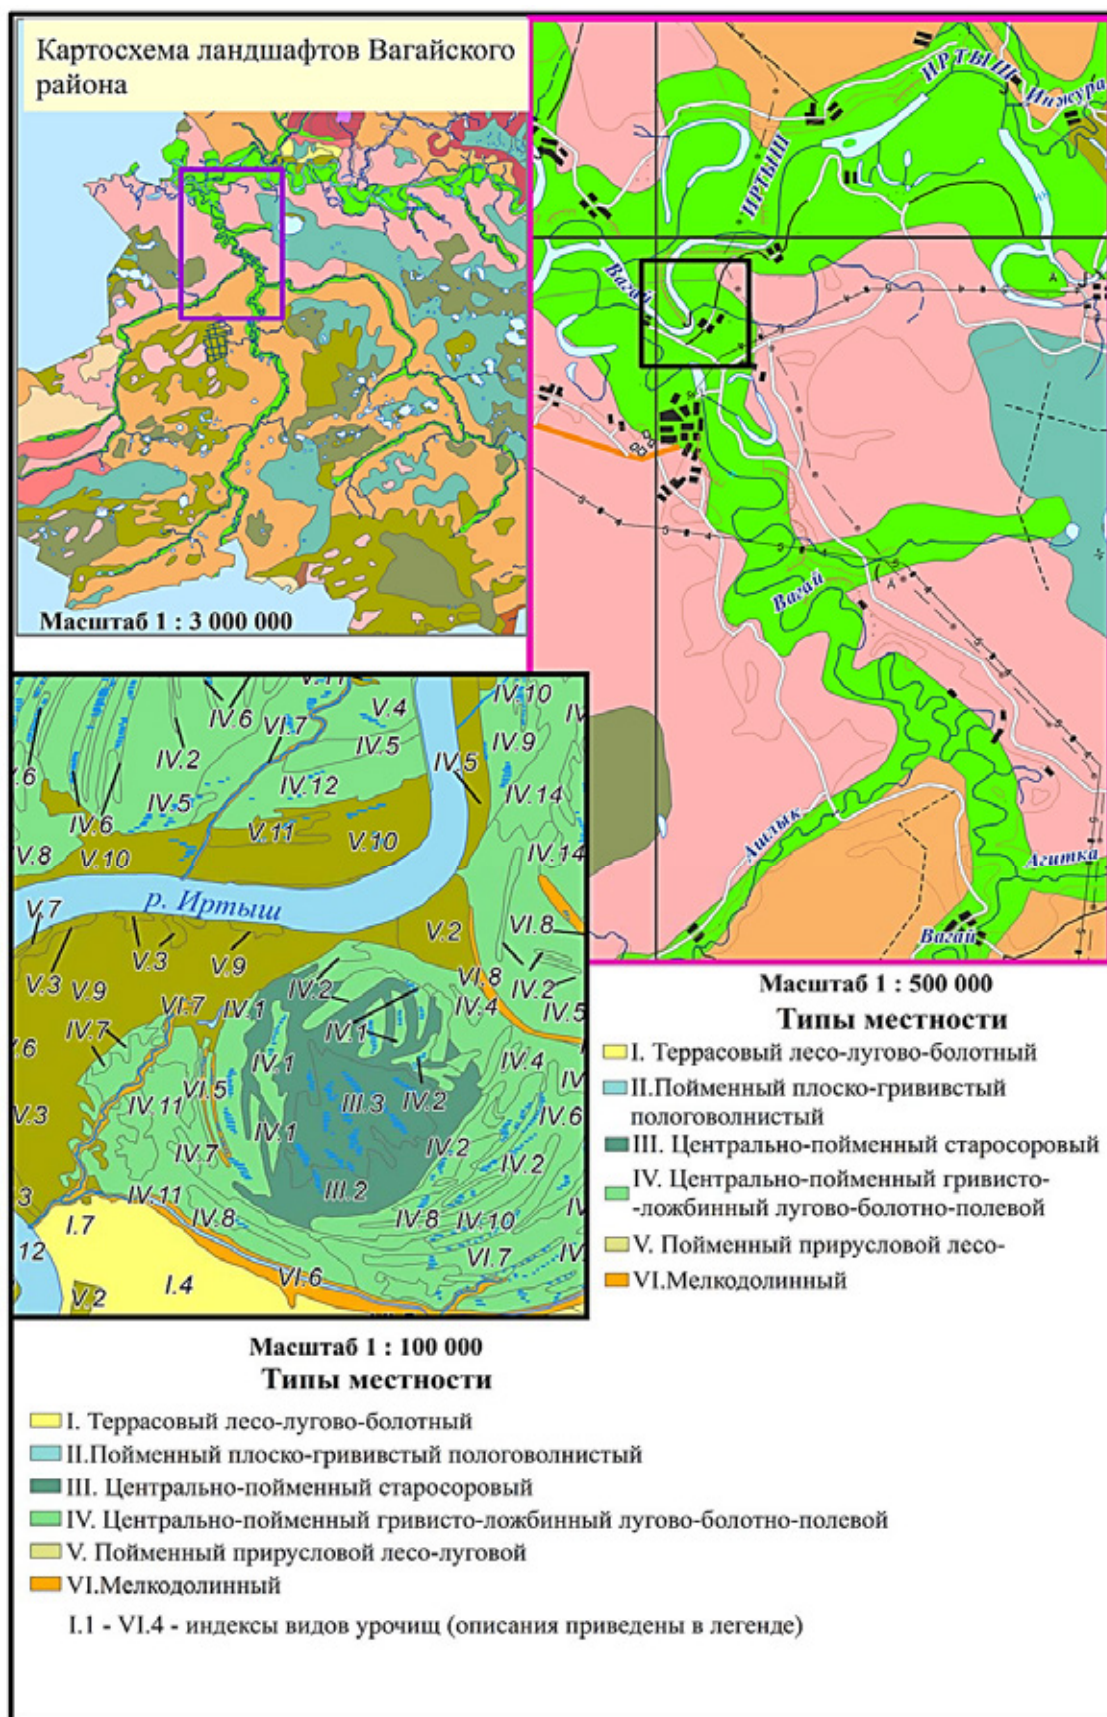 Картосхема ландшафтов Вагайского
района
Масштаб 1 : 3 000 000
ИРТЫШ
Инжура
ИРТЫШ
Вагай
Вагай
Ашлык
Агитка
Вагай
Масштаб 1 : 500 000
Типы местности
I. Террасовый лесо-лугово-болотный
II.Пойменный плоско-грививстый
пологоволнистый
III. Центрально-пойменный старосоровый
IV. Центрально-пойменный гривисто-
-ложбинный лугово-болотно-полевой
V. Пойменный прирусловой лесо-
VI.Мелкодолинный
IV.6
VI.7
V.4
IV.10
IV.2
IV.5
IV.9
IV.5
IV.12
IV.14
IV.5
IV.6
V.11
V.10
IV.14
V.8
V.10
р. Иртыш
V.7
V.3
V.9
V.2
VI.8
V.3
V.9
VI.7
IV.1
IV.2
VI.8
IV.4
IV.2
IV.5
IV.7
IV.1
IV.1
IV.4
V.3
VI.5
III.3
IV.2
IV.6
IV.11
IV.1
IV.2
IV.2
IV.7
III.2
3
IV.11
IV.8
IV.8
IV.10
I.7
VI.7
12
I.4
VI.6
V.2
Масштаб 1 : 100 000
Типы местности
I. Террасовый лесо-лугово-болотный
II.Пойменный плоско-грививстый пологоволнистый
III. Центрально-пойменный старосоровый
IV. Центрально-пойменный гривисто-ложбинный лугово-болотно-полевой
V. Пойменный прирусловой лесо-луговой
VI.Мелкодолинный
I.1 - VI.4 - индексы видов урочищ (описания приведены в легенде)